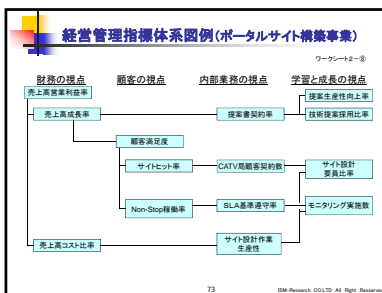 経営管理指標体系図例(ポータルサイト構築事業)
ワークシート2－⑧
財務の視点 顧客の視点 内部業務の視点 学習と成長の視点
売上高営業利益率
提案生産性向上率
売上高成長率 提案書契約率
技術提案採用比率
顧客満足度
サイトヒット率 CATV局顧客契約数 サイト設計
要員比率
Non-Stop稼働率 SLA基準遵守率 モニタリング実施数
売上高コスト比率 サイト設計作業
生産性
73 ISM-Research CO.LTD All Right Reserved